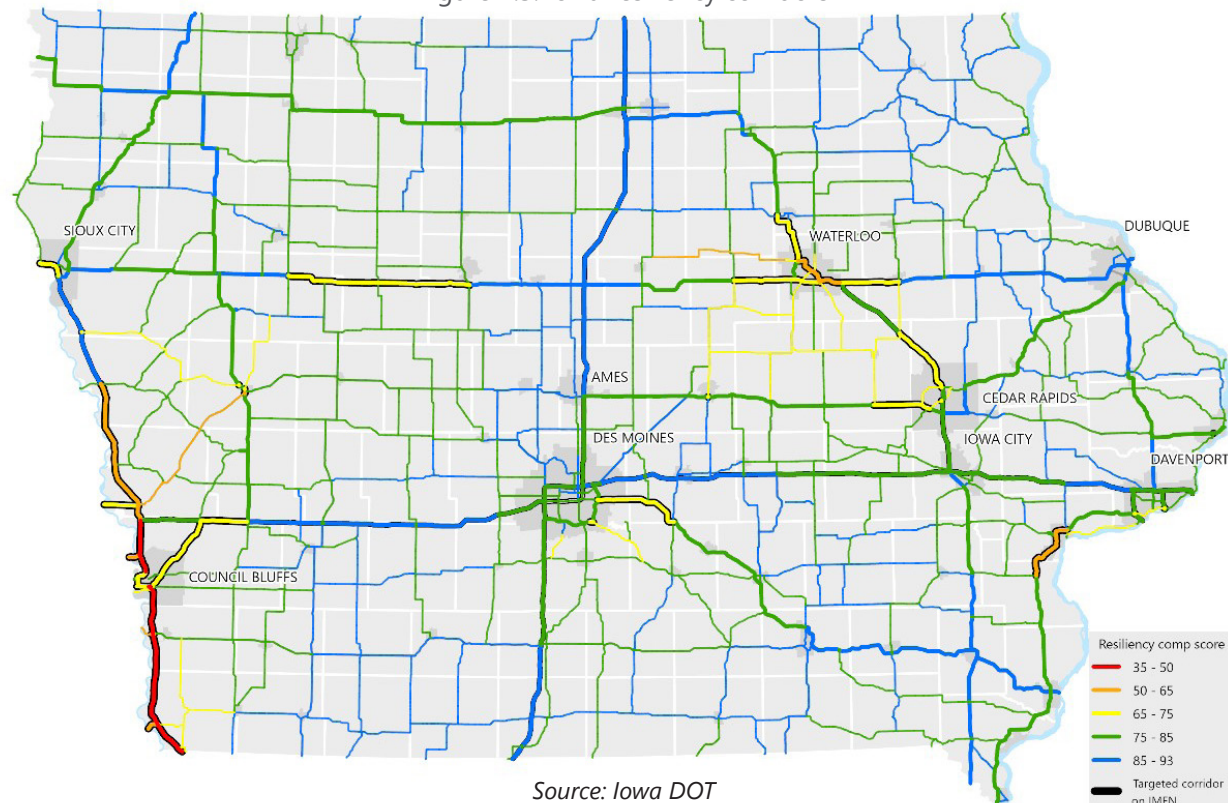 SIOUX CITY
WATERLOO
DUBUQUE
AMES
CEDAR RAPIDS
DES MOINES
IOWA CITY
DAVENPORT
COUNCIL BLUFFS
Resiliency comp score
35 - 50
50 - 65
65 - 75
75 - 85
85 - 93
Targeted corridor
on IMFN
Source: Iowa DOT